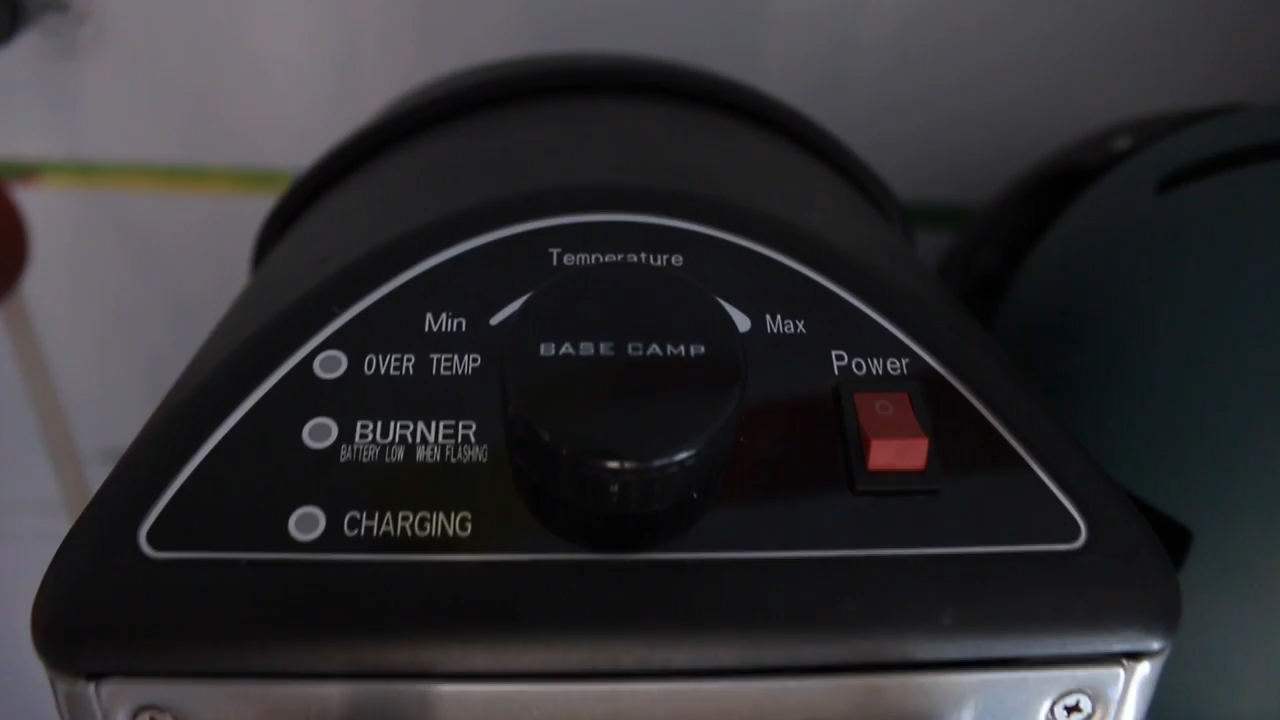 Temperature
Min
Max
BASE CAMP
OVER TEMP
Power
BURNER
BATTERY LOW WHEN FLASHING
CHARGING